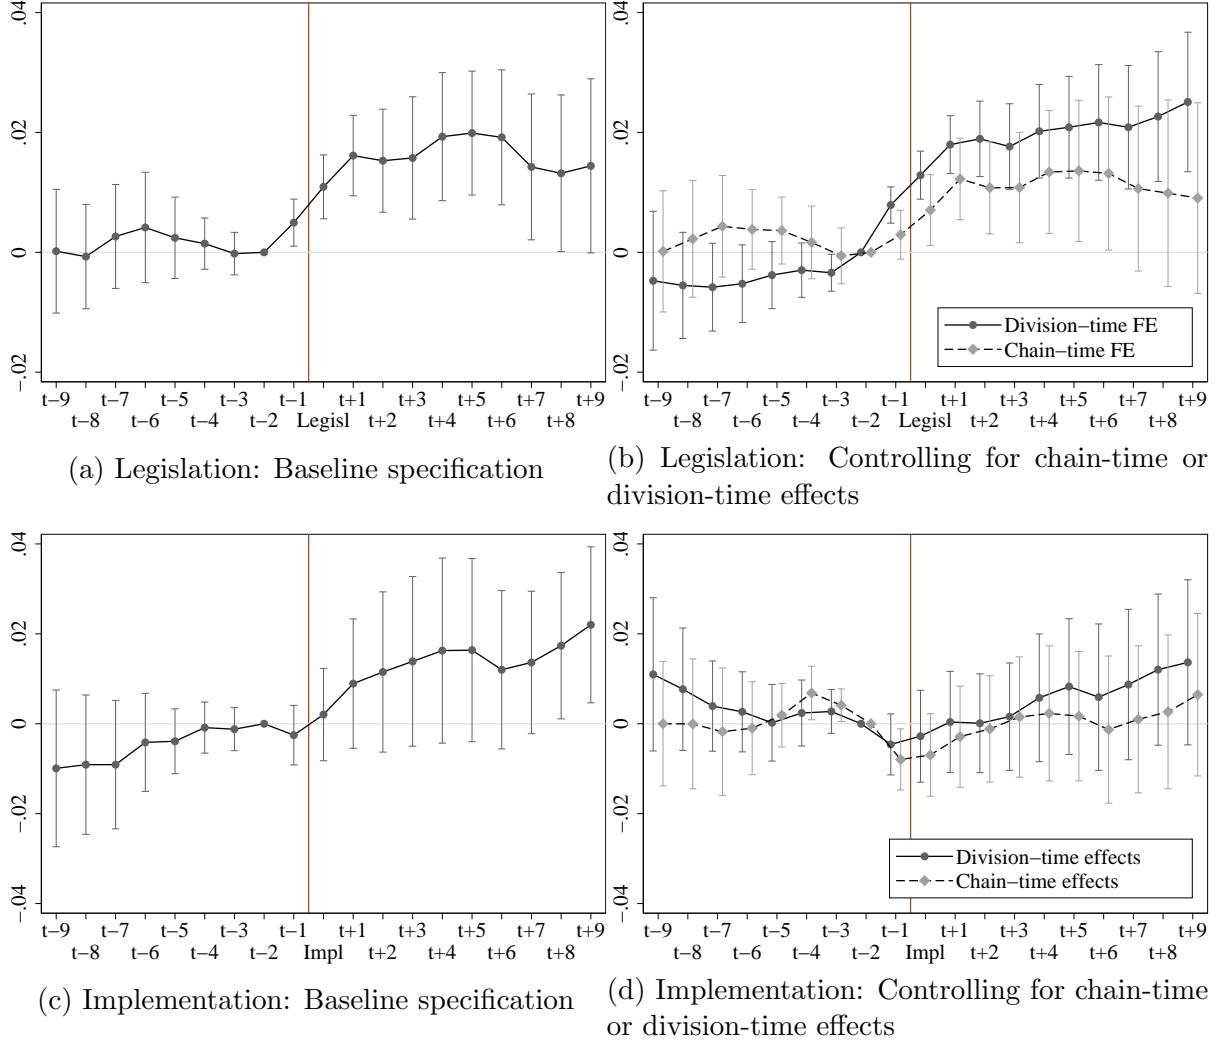 .04
.02
0
−.02
t−9 t−7 t−5 t−3 t−1 t+1 t+3 t+5 t+7 t+9
t−8 t−6 t−4 t−2 Legisl t+2 t+4 t+6 t+8
(a) Legislation: Baseline specification
.04
.02
0
−.02
Division−time FE
Chain−time FE
t−9 t−7 t−5 t−3 t−1 t+1 t+3 t+5 t+7 t+9
t−8 t−6 t−4 t−2 Legisl t+2 t+4 t+6 t+8
(b) Legislation: Controlling for chain-time or
division-time effects
.04
.02
0
−.02
−.04
t−9 t−7 t−5 t−3 t−1 t+1 t+3 t+5 t+7 t+9
t−8 t−6 t−4 t−2 Impl t+2 t+4 t+6 t+8
(c) Implementation: Baseline specification
.04
.02
0
−.02
−.04
Division−time effects
Chain−time effects
t−9 t−7 t−5 t−3 t−1 t+1 t+3 t+5 t+7 t+9
t−8 t−6 t−4 t−2 Impl t+2 t+4 t+6 t+8
(d) Implementation: Controlling for chain-time
or division-time effects